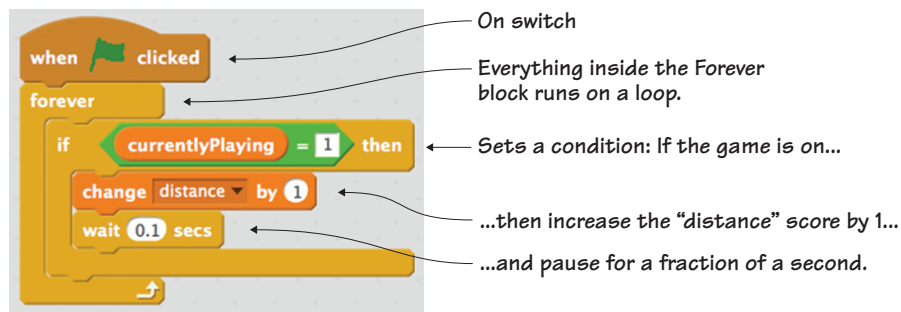 On switch
when clicked
Everything inside the Forever
block runs on a loop.
forever
if currentlyPlaying = 1 then
Sets a condition: If the game is on...
change distance by 1
...then increase the “distance” score by 1...
wait 0.1 secs
...and pause for a fraction of a second.